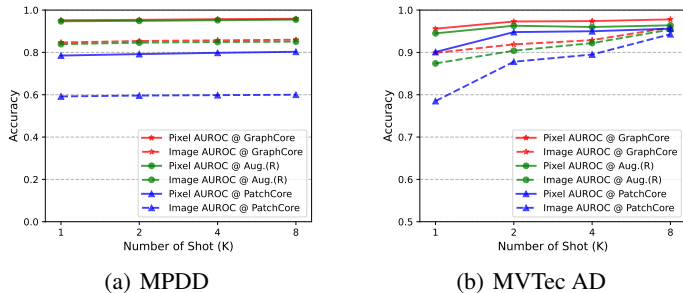 1.0
0.8
0.6
0.4
0.2
0.0
Accuracy
1 2 4 8
Number of Shot (K)
Pixel AUROC @ GraphCore
Image AUROC @ GraphCore
Pixel AUROC @ Aug.(R)
Image AUROC @ Aug.(R)
Pixel AUROC @ PatchCore
Image AUROC @ PatchCore
(a) MPDD
1.0
0.9
0.8
0.7
0.6
0.5
Accuracy
1 2 4 8
Number of Shot (K)
Pixel AUROC @ GraphCore
Image AUROC @ GraphCore
Pixel AUROC @ Aug.(R)
Image AUROC @ Aug.(R)
Pixel AUROC @ PatchCore
Image AUROC @ PatchCore
(b) MVTec AD